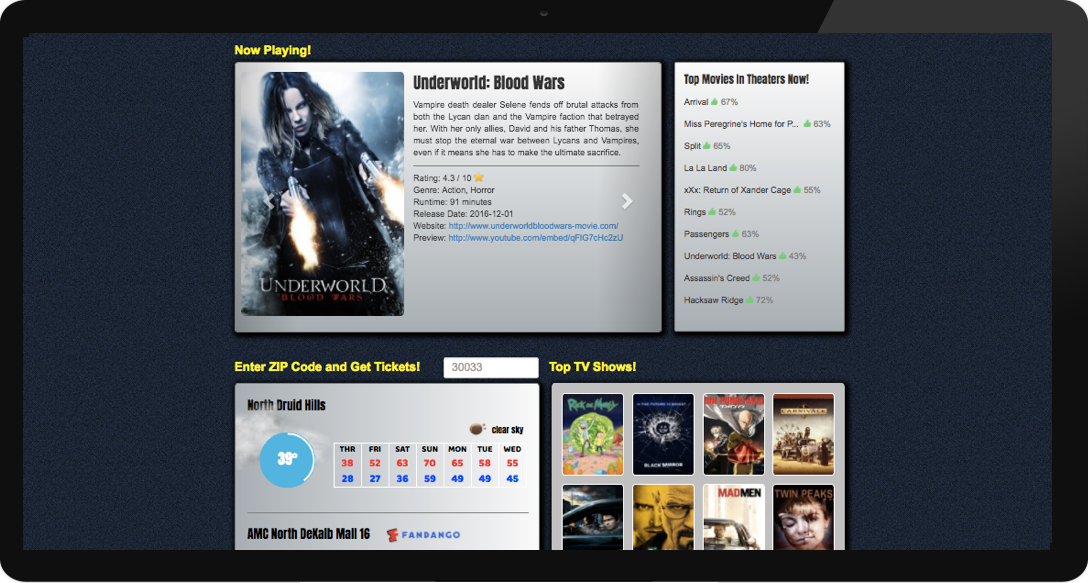 Now Playing!
Underworld: Blood Wars
Vampire death dealer Selene fends off brutal attacks from
both the Lycan clan and the Vampire faction that betrayed
her. With her only allies, David and his father Thomas, she
must stop the eternal war between Lycans and Vampires,
even if it means she has to make the ultimate sacrifice.
Rating: 4.3 / 10
Genre: Action, Horror
Runtime: 91 minutes
Release Date: 2016-12-01
Website: http://www.underworldbloodwars-movie.com/
Preview: http://www.youtube.com/embed/qFIG7cHc2zU
UNDERWORLD
BLOOD WARS
Top Movies In Theaters Now!
Arrival 67%
Miss Peregrine's Home for P... 63%
Split 65%
La La Land 80%
xXx: Return of Xander Cage 55%
Rings 52%
Passengers 63%
Underworld: Blood Wars 43%
Assassin's Creed 52%
Hacksaw Ridge 72%
Enter ZIP Code and Get Tickets! 30033
North Druid Hills
clear sky
39°
THR FRI SAT SUN MON TUE WED
38 52 63 70 65 58 55
28 27 36 59 49 49 45
AMC North DeKalb Mall 16 FANDANGO
Top TV Shows!
RICK AND MORTY
BLACK MIRROR
CARNIVÀLE
MADMEN
TWIN PEAKS